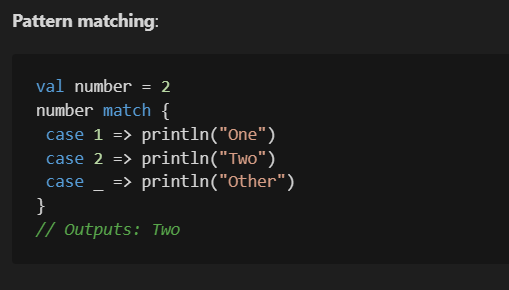 Pattern matching:
val number = 2
number match {
 case 1 => println("One")
 case 2 => println("Two")
 case _ => println("Other")
}
// Outputs: Two